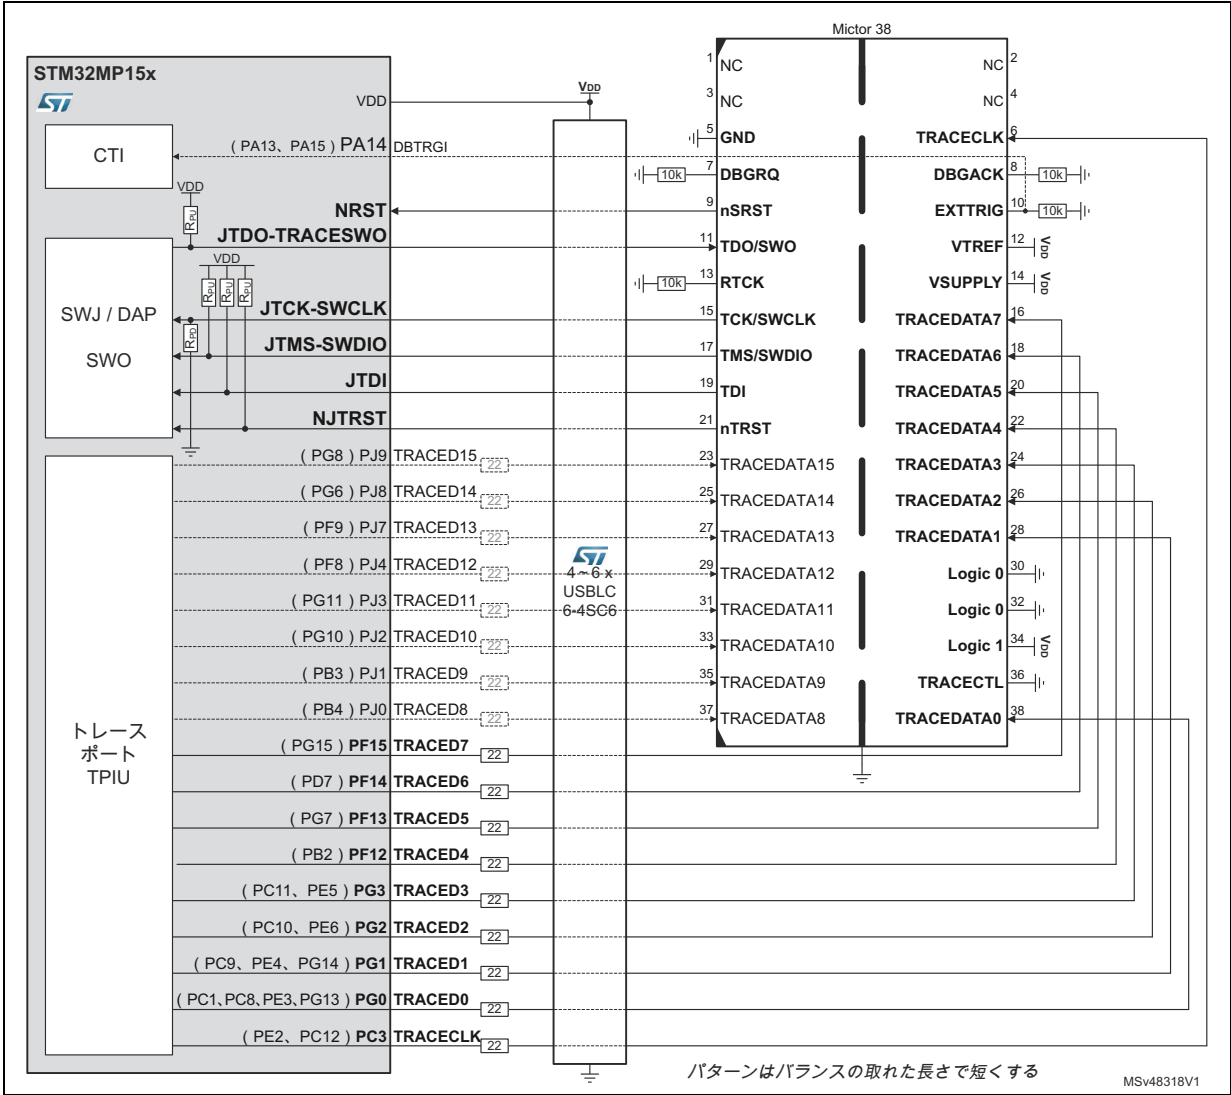 Mictor 38
STM32MP15x
ST
VDD
VDD
CTI
( PA13、PA15 ) PA14 DBTRGI
VDD
RPU
NRST
JTDO-TRACESWO
VDD
RPU RPU RPU
SWJ / DAP
SWO
JTCK-SWCLK
RPD
JTMS-SWDIO
JTDI
NJTRST
トレース
ポート
TPIU
( PG8 ) PJ9 TRACED15 22
( PG6 ) PJ8 TRACED14 22
( PF9 ) PJ7 TRACED13 22
( PF8 ) PJ4 TRACED12 22
( PG11 ) PJ3 TRACED11 22
( PG10 ) PJ2 TRACED10 22
( PB3 ) PJ1 TRACED9 22
( PB4 ) PJ0 TRACED8 22
( PG15 ) PF15 TRACED7 22
( PD7 ) PF14 TRACED6 22
( PG7 ) PF13 TRACED5 22
( PB2 ) PF12 TRACED4 22
( PC11、PE5 ) PG3 TRACED3 22
( PC10、PE6 ) PG2 TRACED2 22
( PC9、PE4、PG14 ) PG1 TRACED1 22
( PC1、PC8、PE3、PG13 ) PG0 TRACED0 22
( PE2、PC12 ) PC3 TRACECLK 22
ST
4～6 x
USBLC
6-4SC6
1 NC
NC 2
3 NC
NC 4
5 GND
TRACECLK 6
10k 7 DBGRQ
DBGACK 8 10k
9 nSRST
EXTTRIG 10 10k
11 TDO/SWO
VTREF 12 VDD
10k 13 RTCK
VSUPPLY 14 VDD
15 TCK/SWCLK
TRACEDATA7 16
17 TMS/SWDIO
TRACEDATA6 18
19 TDI
TRACEDATA5 20
21 nTRST
TRACEDATA4 22
23 TRACEDATA15
TRACEDATA3 24
25 TRACEDATA14
TRACEDATA2 26
27 TRACEDATA13
TRACEDATA1 28
29 TRACEDATA12
Logic 0 30
31 TRACEDATA11
Logic 0 32
33 TRACEDATA10
Logic 1 34 VDD
35 TRACEDATA9
TRACECTL 36
37 TRACEDATA8
TRACEDATA0 38
パターンはバランスの取れた長さで短くする
MSv48318V1